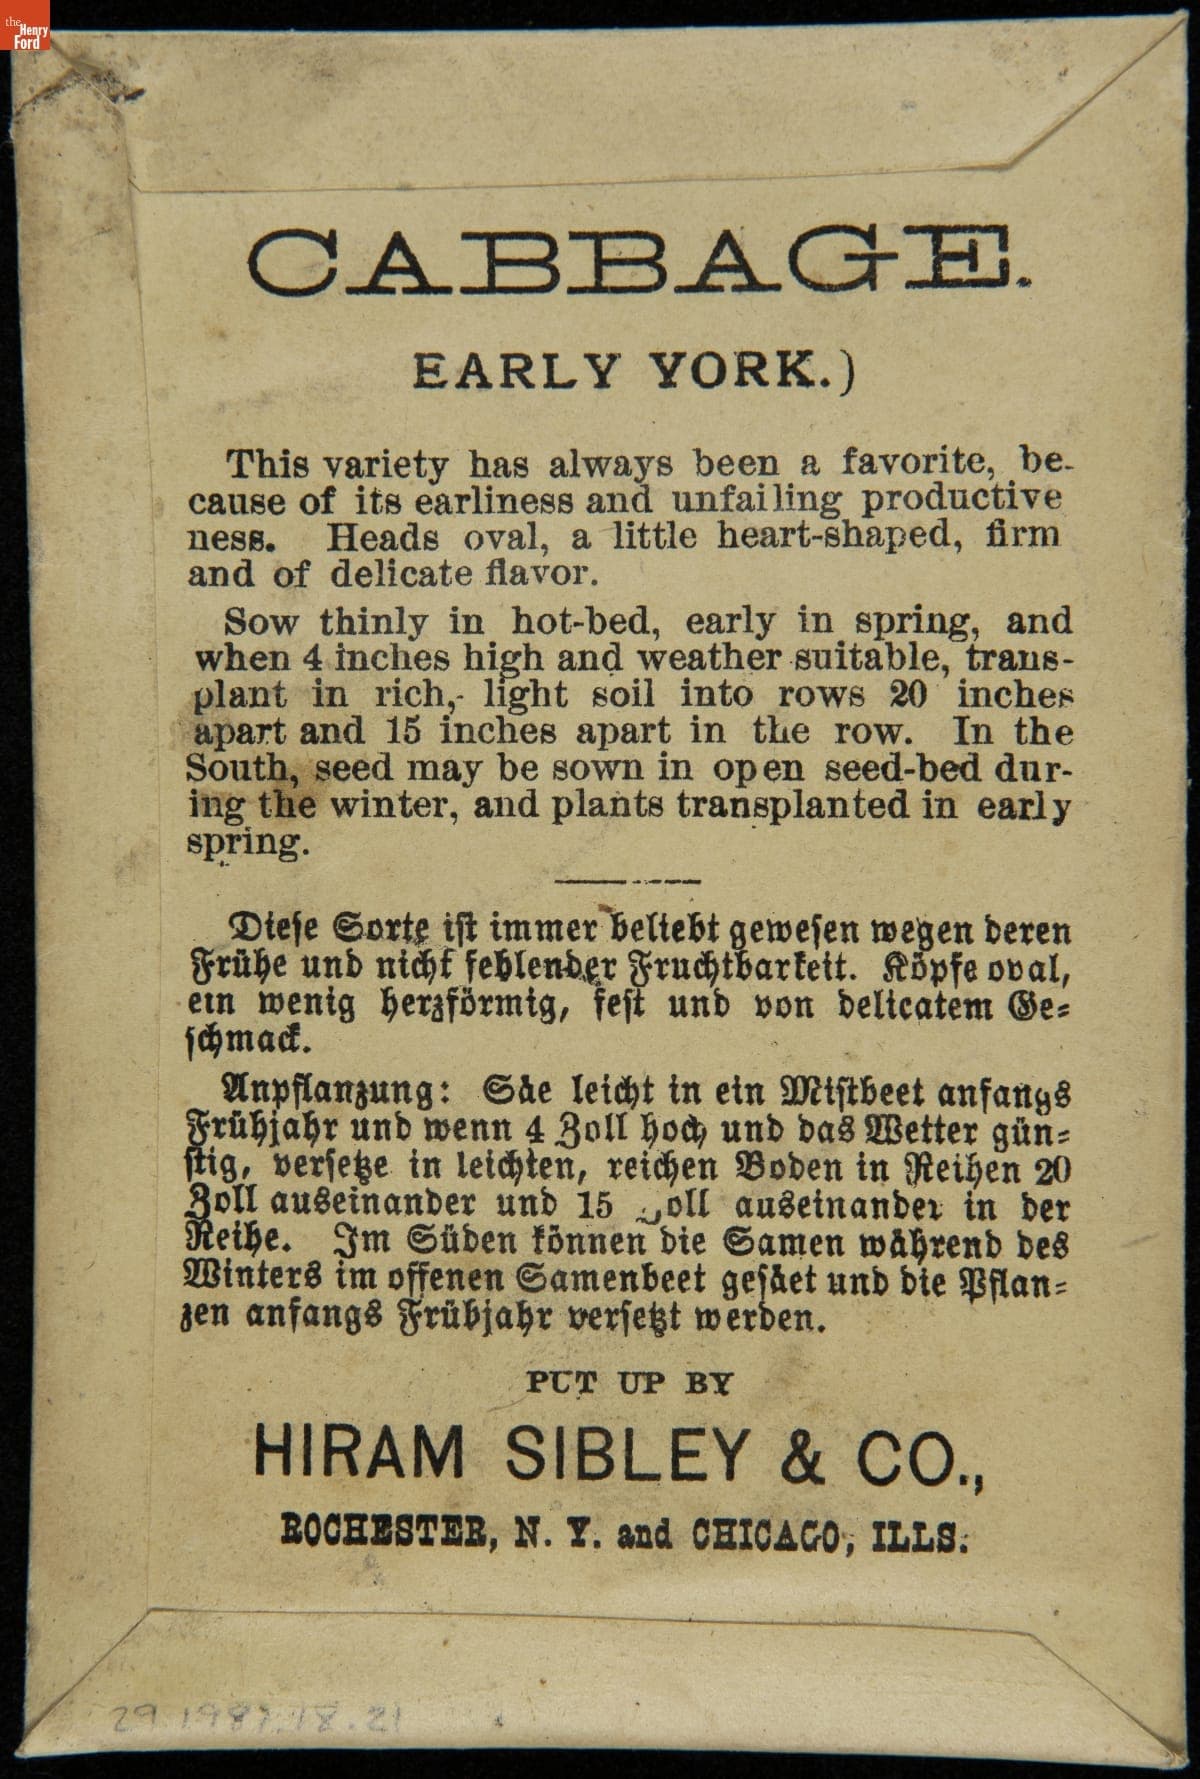 the Henry Ford
CABBAGE.
EARLY YORK.)
This variety has always been a favorite, be-
cause of its earliness and unfailing productive
ness. Heads oval, a little heart-shaped, firm
and of delicate flavor.
Sow thinly in hot-bed, early in spring, and
when 4 inches high and weather suitable, trans-
plant in rich, light soil into rows 20 inches
apart and 15 inches apart in the row. In the
South, seed may be sown in open seed-bed dur-
ing the winter, and plants transplanted in early
spring.
Diese Sorte ist immer beliebt gewesen wegen deren
Frühe und nicht fehlender Fruchtbarkeit. Köpfe oval,
ein wenig herzförmig, fest und von delicatem Ge-
schmack.
Anpflanzung: Säe leicht in ein Mistbeet anfangs
Frühjahr und wenn 4 Zoll hoch und das Wetter gün-
stig, versetze in leichten, reichen Boden in Reihen 20
Zoll auseinander und 15 Zoll auseinander in der
Reihe. Im Süden können die Samen während des
Winters im offenen Samenbeet gesäet und die Pflan-
zen anfangs Frühjahr versetzt werden.
PUT UP BY
HIRAM SIBLEY & CO.,
ROCHESTER, N. Y. and CHICAGO, ILLS.
29.1987.18.21